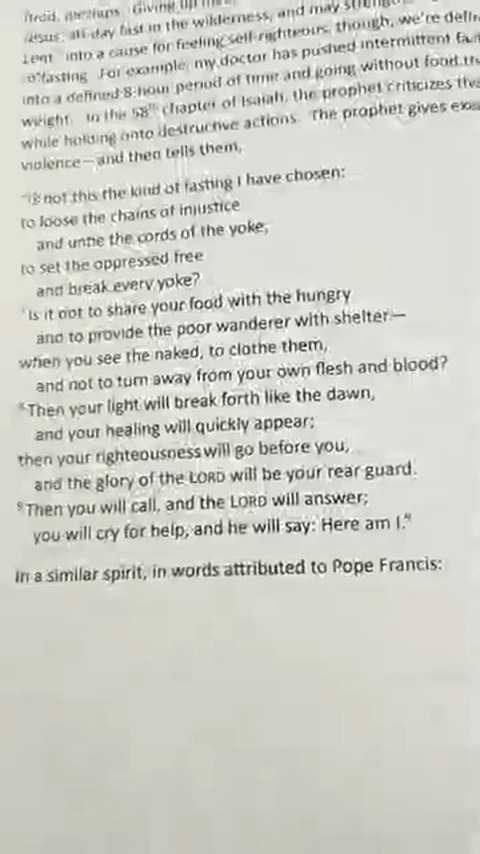 Giving up
Jesus' all-day fast in the wilderness, and may
Lent" into a cause for feeling self-righteous, though, we're
of fasting. For example, my doctor has pushed intermittent
into a defined 8-hour period of time and going without food
weight. In the 58th chapter of Isaiah, the prophet criticizes
while holding onto destructive actions. The prophet gives
violence—and then tells them,
"Is not this the kind of fasting I have chosen:
to loose the chains of injustice
and untie the cords of the yoke,
to set the oppressed free
and break every yoke?
Is it not to share your food with the hungry
and to provide the poor wanderer with shelter—
when you see the naked, to clothe them,
and not to turn away from your own flesh and blood?
8 Then your light will break forth like the dawn,
and your healing will quickly appear;
then your righteousness will go before you,
and the glory of the LORD will be your rear guard.
9 Then you will call, and the LORD will answer;
you will cry for help, and he will say: Here am I."
In a similar spirit, in words attributed to Pope Francis: